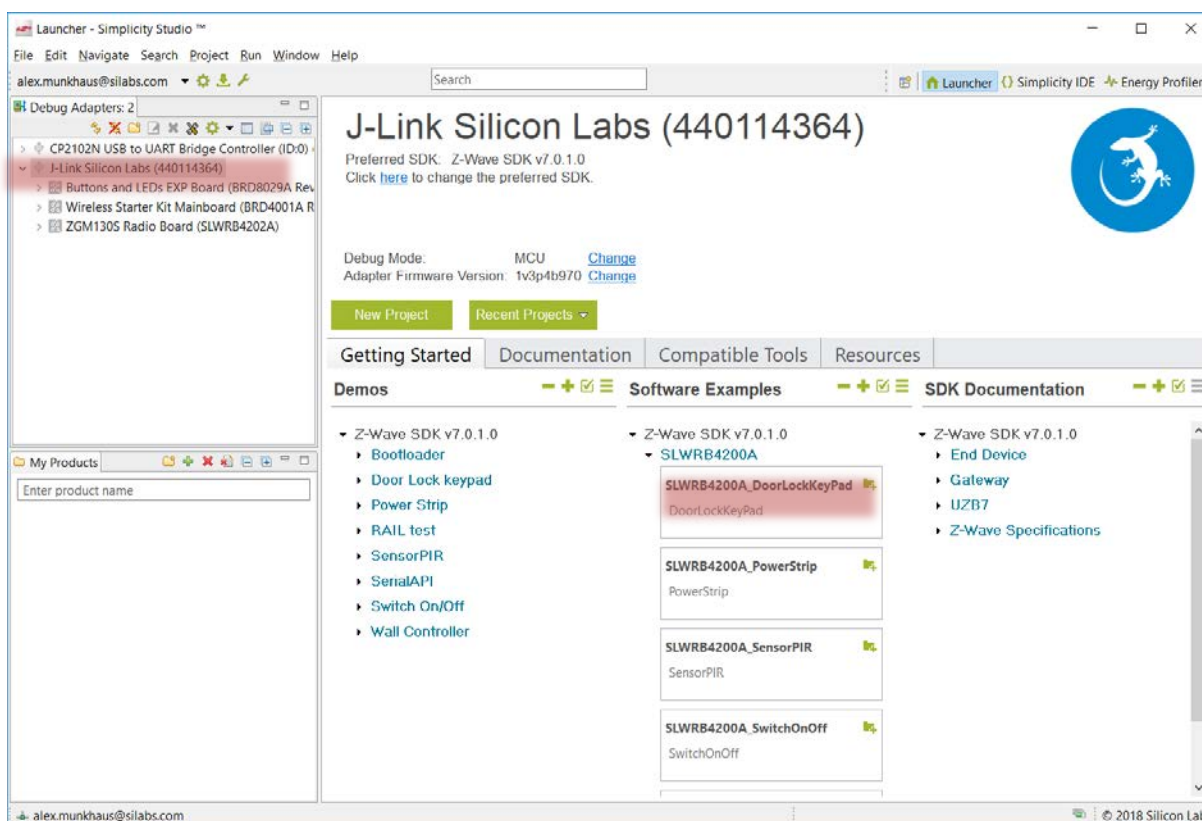 Launcher - Simplicity Studio ™
File Edit Navigate Search Project Run Window Help
alex.munkhaus@silabs.com
Search
Launcher
Simplicity IDE
Energy Profiler
Debug Adapters: 2
CP2102N USB to UART Bridge Controller (ID:0)
J-Link Silicon Labs (440114364)
Buttons and LEDs EXP Board (BRD8029A Rev
Wireless Starter Kit Mainboard (BRD4001A R
ZGM130S Radio Board (SLWRB4202A)
My Products
Enter product name
J-Link Silicon Labs (440114364)
Preferred SDK: Z-Wave SDK v7.0.1.0
Click here to change the preferred SDK.
Debug Mode: MCU Change
Adapter Firmware Version: 1v3p4b970 Change
New Project
Recent Projects
Getting Started
Documentation
Compatible Tools
Resources
Demos
Z-Wave SDK v7.0.1.0
Bootloader
Door Lock keypad
Power Strip
RAIL test
SensorPIR
SerialAPI
Switch On/Off
Wall Controller
Software Examples
Z-Wave SDK v7.0.1.0
SLWRB4200A
SLWRB4200A_DoorLockKeyPad
DoorLockKeyPad
SLWRB4200A_PowerStrip
PowerStrip
SLWRB4200A_SensorPIR
SensorPIR
SLWRB4200A_SwitchOnOff
SwitchOnOff
SDK Documentation
Z-Wave SDK v7.0.1.0
End Device
Gateway
UZB7
Z-Wave Specifications
alex.munkhaus@silabs.com
© 2018 Silicon Lab